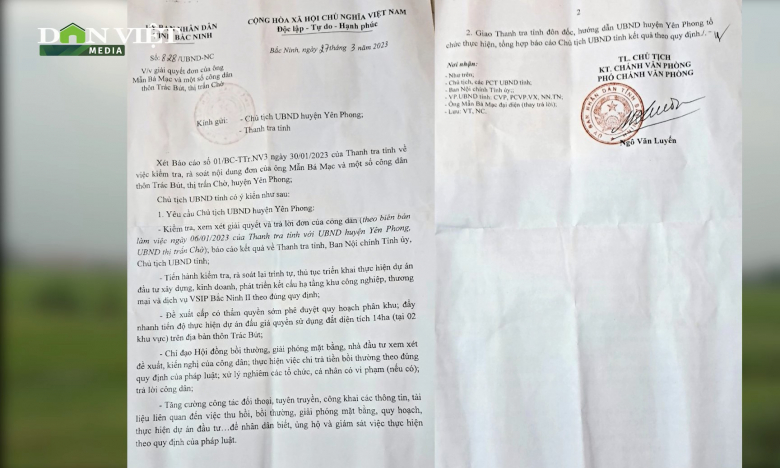 DÂN VIỆT
MEDIA
ỦY BAN NHÂN DÂN
TỈNH BẮC NINH
CỘNG HÒA XÃ HỘI CHỦ NGHĨA VIỆT NAM
Độc lập - Tự do - Hạnh phúc
Số: 828/UBND-NC
Bắc Ninh, ngày 27 tháng 3 năm 2023
V/v giải quyết đơn của ông
Mẫn Bá Mạc và một số công dân
thôn Trác Bút, thị trấn Chờ
Kính gửi:
- Chủ tịch UBND huyện Yên Phong;
- Thanh tra tỉnh
Xét Báo cáo số 01/BC-TTr.NV3 ngày 30/01/2023 của Thanh tra tỉnh về
việc kiểm tra, rà soát nội dung đơn của ông Mẫn Bá Mạc và một số công dân
thôn Trác Bút, thị trấn Chờ, huyện Yên Phong;
Chủ tịch UBND tỉnh có ý kiến như sau:
1. Yêu cầu Chủ tịch UBND huyện Yên Phong:
- Kiểm tra, xem xét giải quyết và trả lời đơn của công dân (theo biên bản
làm việc ngày 06/01/2023 của Thanh tra tỉnh với UBND huyện Yên Phong,
UBND thị trấn Chờ), báo cáo kết quả về Thanh tra tỉnh, Ban Nội chính Tỉnh ủy,
Chủ tịch UBND tỉnh;
- Tiến hành kiểm tra, rà soát lại trình tự, thủ tục triển khai thực hiện dự án
đầu tư xây dựng, kinh doanh, phát triển kết cấu hạ tầng khu công nghiệp, thương
mại và dịch vụ VSIP Bắc Ninh II theo đúng quy định;
- Đề xuất cấp có thẩm quyền sớm phê duyệt quy hoạch phân khu; đẩy
nhanh tiến độ thực hiện dự án đấu giá quyền sử dụng đất diện tích 14ha (tại 02
khu vực) trên địa bàn thôn Trác Bút;
- Chỉ đạo Hội đồng bồi thường, giải phóng mặt bằng, nhà đầu tư xem xét
đề xuất, kiến nghị của công dân; thực hiện việc chi trả tiền bồi thường theo đúng
quy định của pháp luật; xử lý nghiêm các tổ chức, cá nhân có vi phạm (nếu có);
trả lời công dân;
- Tăng cường công tác đối thoại, tuyên truyền, công khai các thông tin, tài
liệu liên quan đến việc thu hồi, bồi thường, giải phóng mặt bằng, quy hoạch,
thực hiện dự án đầu tư…để nhân dân biết, ủng hộ và giám sát việc thực hiện
theo quy định của pháp luật.
2
2. Giao Thanh tra tỉnh đôn đốc, hướng dẫn UBND huyện Yên Phong tổ
chức thực hiện, tổng hợp báo cáo Chủ tịch UBND tỉnh kết quả theo quy định./.
Nơi nhận:
- Như trên;
- Chủ tịch, các PCT UBND tỉnh;
- Ban Nội chính Tỉnh ủy;
- VP.UBND tỉnh: CVP, PCVP.VX, NN.TN;
- Ông Mẫn Bá Mạc đại diện (thay trả lời);
- Lưu: VT, NC.
TL. CHỦ TỊCH
KT. CHÁNH VĂN PHÒNG
PHÓ CHÁNH VĂN PHÒNG
Ngô Văn Luyến